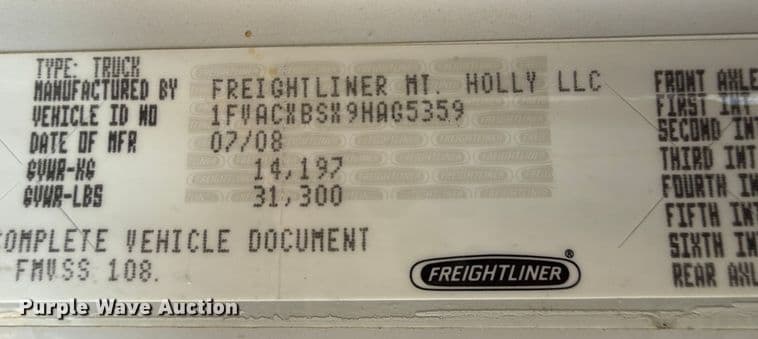 TYPE: TRUCK
MANUFACTURED BY FREIGHTLINER MT. HOLLY LLC
VEHICLE ID NO 1FVACXBSX9HAG5359
DATE OF MFR 07/08
GVWR-KG 14,197
GVWR-LBS 31,300
FRONT AXLE
FIRST INT
SECOND INT
THIRD INT
FOURTH IN
FIFTH INT
SIXTH IN
REAR AXL
OMPLETE VEHICLE DOCUMENT
FMVSS 108.
FREIGHTLINER®
Purple Wave Auction